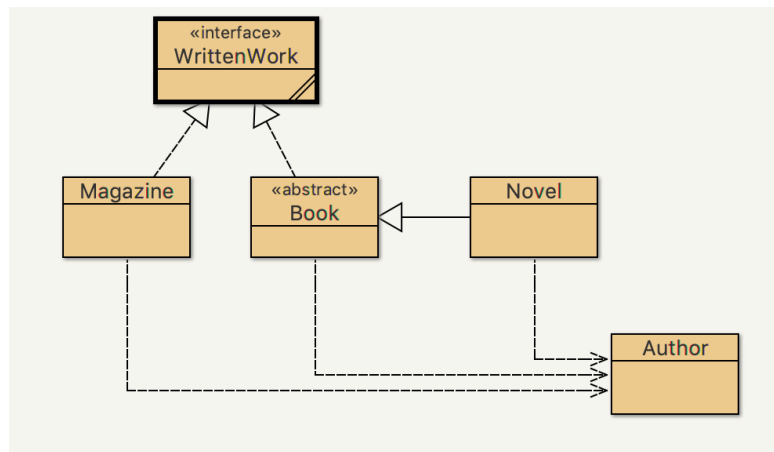 «interface»
WrittenWork
Magazine
«abstract»
Book
Novel
Author